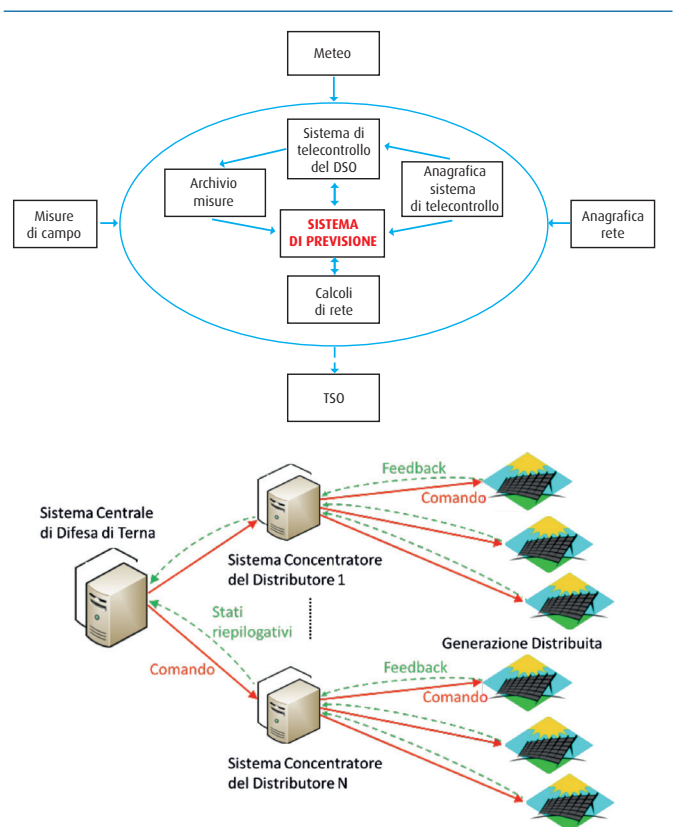 Meteo
Sistema di
telecontrollo
del DSO
Archivio
misure
Anagrafica
sistema
di telecontrollo
Misure
di campo
SISTEMA
DI PREVISIONE
Anagrafica
rete
Calcoli
di rete
TSO
Feedback
Comando
Sistema Centrale
di Difesa di Terna
Sistema Concentratore
del Distributore 1
Stati
riepilogativi
Generazione Distribuita
Comando
Feedback
Comando
Sistema Concentratore
del Distributore N